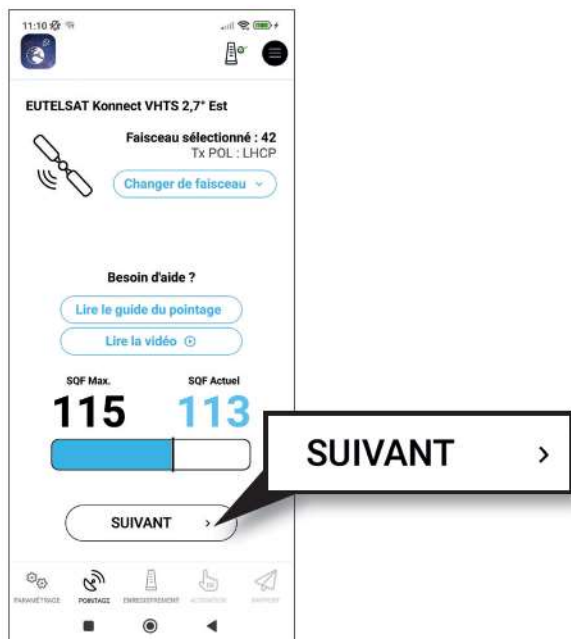 11:10
EUTELSAT Konnect VHTS 2,7° Est
Faisceau sélectionné : 42
Tx POL : LHCP
Changer de faisceau
Besoin d'aide ?
Lire le guide du pointage
Lire la vidéo
SQF Max. SQF Actuel
115 113
SUIVANT >
SUIVANT >
PARAMÉTRAGE POINTAGE ENREGISTREMENT ACTIVATION RAPPORT